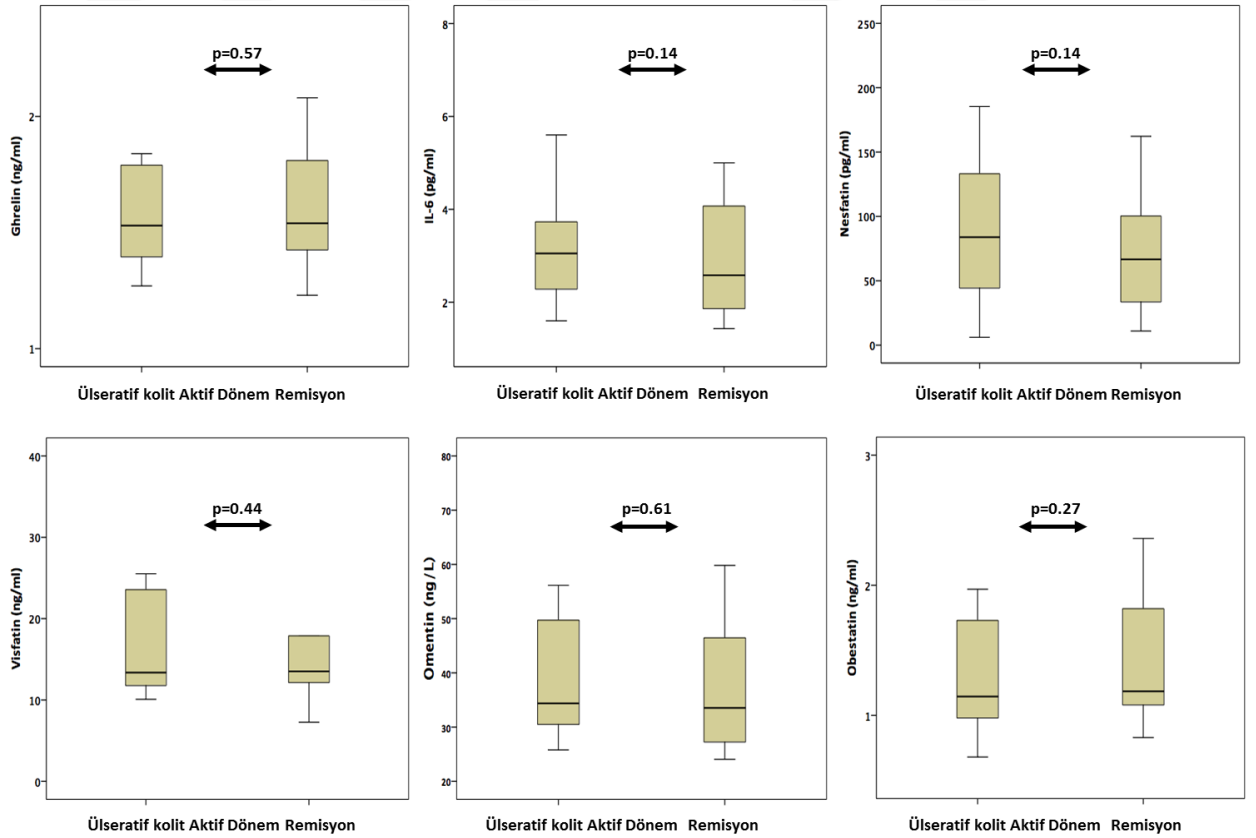 p=0.57
Ghrelin (ng/ml)
2
1
Ülseratif kolit Aktif Dönem Remisyon
p=0.14
IL-6 (pg/ml)
8
6
4
2
Ülseratif kolit Aktif Dönem Remisyon
p=0.14
Nesfatin (pg/ml)
250
200
150
100
50
0
Ülseratif kolit Aktif Dönem Remisyon
p=0.44
Visfatin (ng/ml)
40
30
20
10
0
Ülseratif kolit Aktif Dönem Remisyon
p=0.61
Omentin (ng/L)
80
70
60
50
40
30
20
Ülseratif kolit Aktif Dönem Remisyon
p=0.27
Obestatin (ng/ml)
3
2
1
Ülseratif kolit Aktif Dönem Remisyon